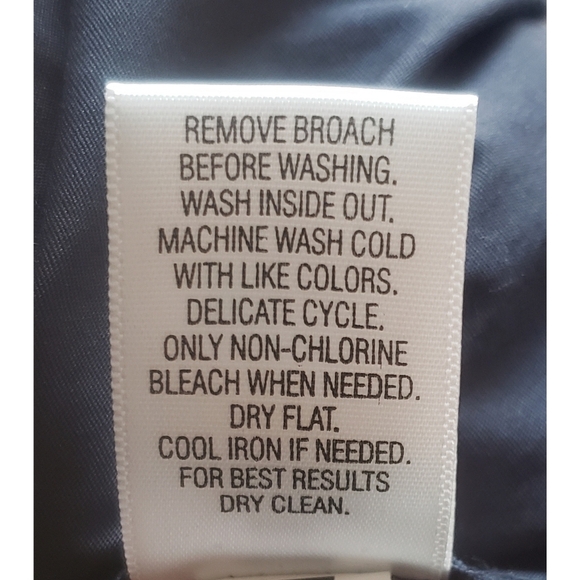 REMOVE BROACH
BEFORE WASHING.
WASH INSIDE OUT.
MACHINE WASH COLD
WITH LIKE COLORS.
DELICATE CYCLE.
ONLY NON-CHLORINE
BLEACH WHEN NEEDED.
DRY FLAT.
COOL IRON IF NEEDED.
FOR BEST RESULTS
DRY CLEAN.